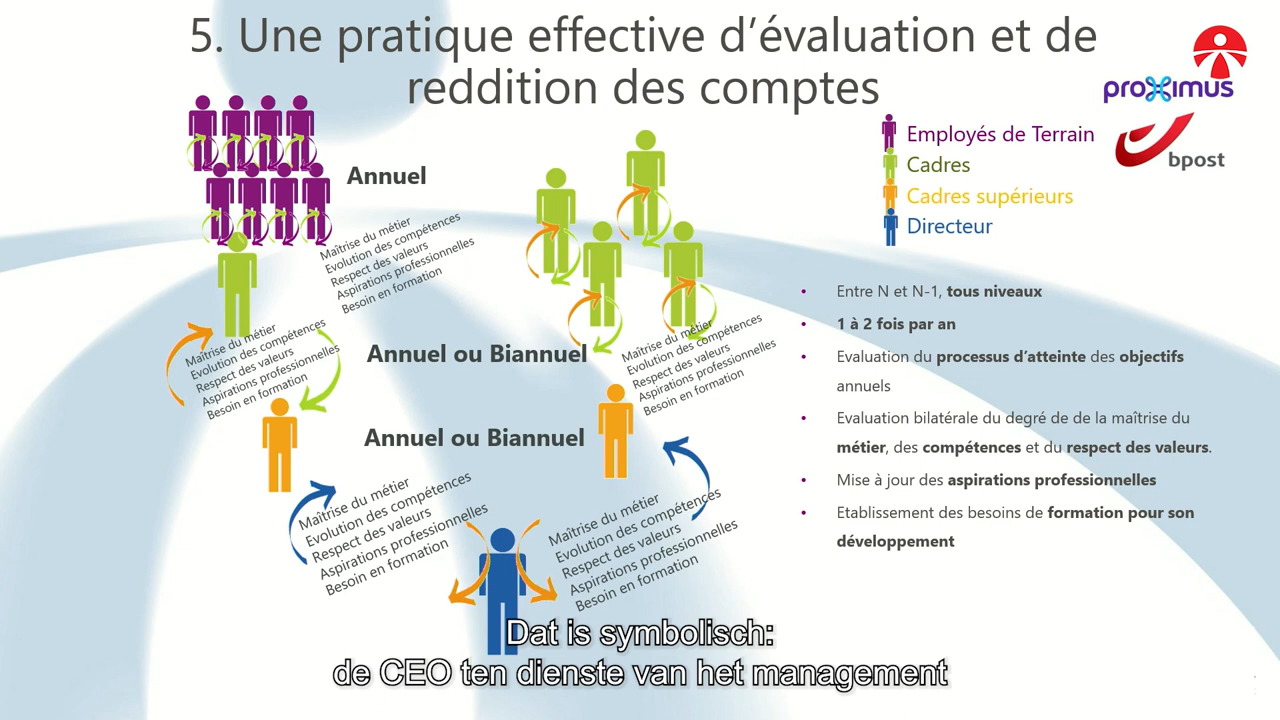 5. Une pratique effective d’évaluation et de
reddition des comptes
proximus
bpost
Employés de Terrain
Cadres
Cadres supérieurs
Directeur
Annuel
Maîtrise du métier
Evolution des compétences
Respect des valeurs
Aspirations professionnelles
Besoin en formation
Maîtrise du métier
Evolution des compétences
Respect des valeurs
Aspirations professionnelles
Besoin en formation
Annuel ou Biannuel
Maîtrise du métier
Evolution des compétences
Respect des valeurs
Aspirations professionnelles
Besoin en formation
Annuel ou Biannuel
Maîtrise du métier
Evolution des compétences
Respect des valeurs
Aspirations professionnelles
Besoin en formation
Maîtrise du métier
Evolution des compétences
Respect des valeurs
Aspirations professionnelles
Besoin en formation
• Entre N et N-1, tous niveaux
• 1 à 2 fois par an
• Evaluation du processus d’atteinte des objectifs
annuels
• Evaluation bilatérale du degré de de la maîtrise du
métier, des compétences et du respect des valeurs.
• Mise à jour des aspirations professionnelles
• Etablissement des besoins de formation pour son
développement
Dat is symbolisch:
de CEO ten dienste van het management